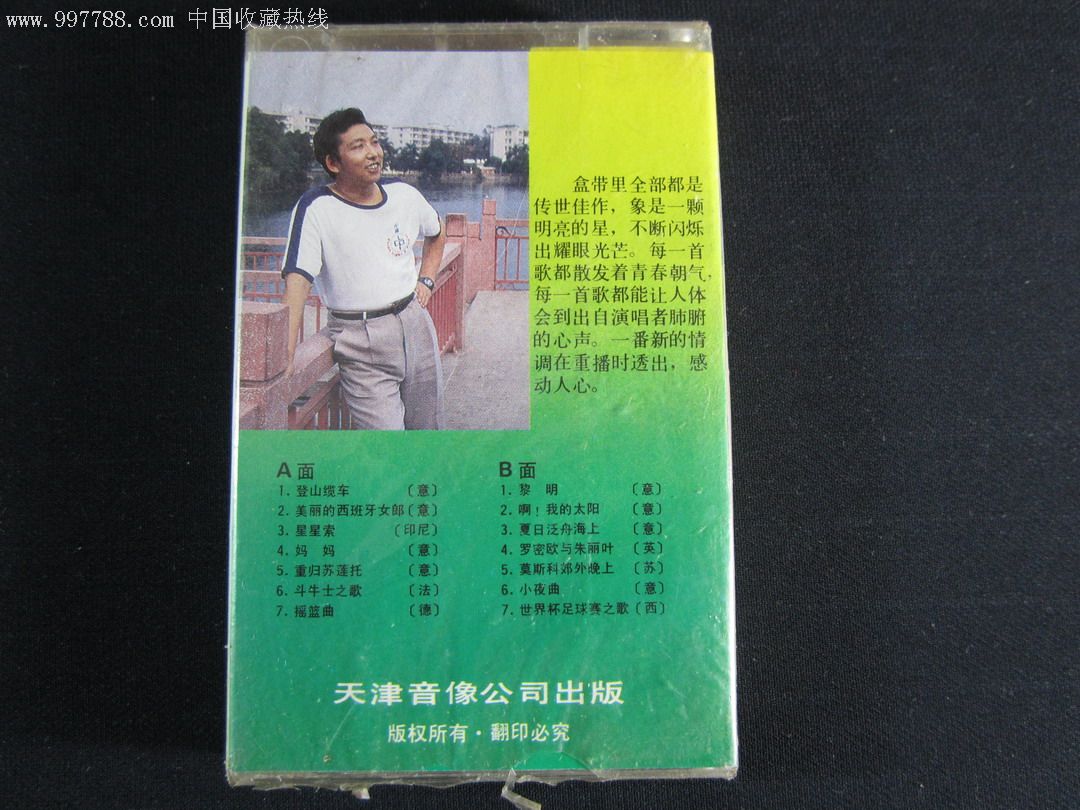 www.997788.com 中国收藏热线
中
盒带里全部都是
传世佳作，象是一颗
明亮的星，不断闪烁
出耀眼光芒。每一首
歌都散发着青春朝气，
每一首歌都能让人体
会到出自演唱者肺腑
的心声。一番新的情
调在重播时透出，感
动人心。
A面
1. 登山缆车 〔意〕
2. 美丽的西班牙女郎〔意〕
3. 星星索 〔印尼〕
4. 妈 妈 〔意〕
5. 重归苏莲托 〔意〕
6. 斗牛士之歌 〔法〕
7. 摇篮曲 〔德〕
B面
1. 黎 明 〔意〕
2. 啊！我的太阳 〔意〕
3. 夏日泛舟海上 〔意〕
4. 罗密欧与朱丽叶 〔英〕
5. 莫斯科郊外晚上 〔苏〕
6. 小夜曲 〔意〕
7. 世界杯足球赛之歌〔西〕
天津音像公司出版
版权所有·翻印必究